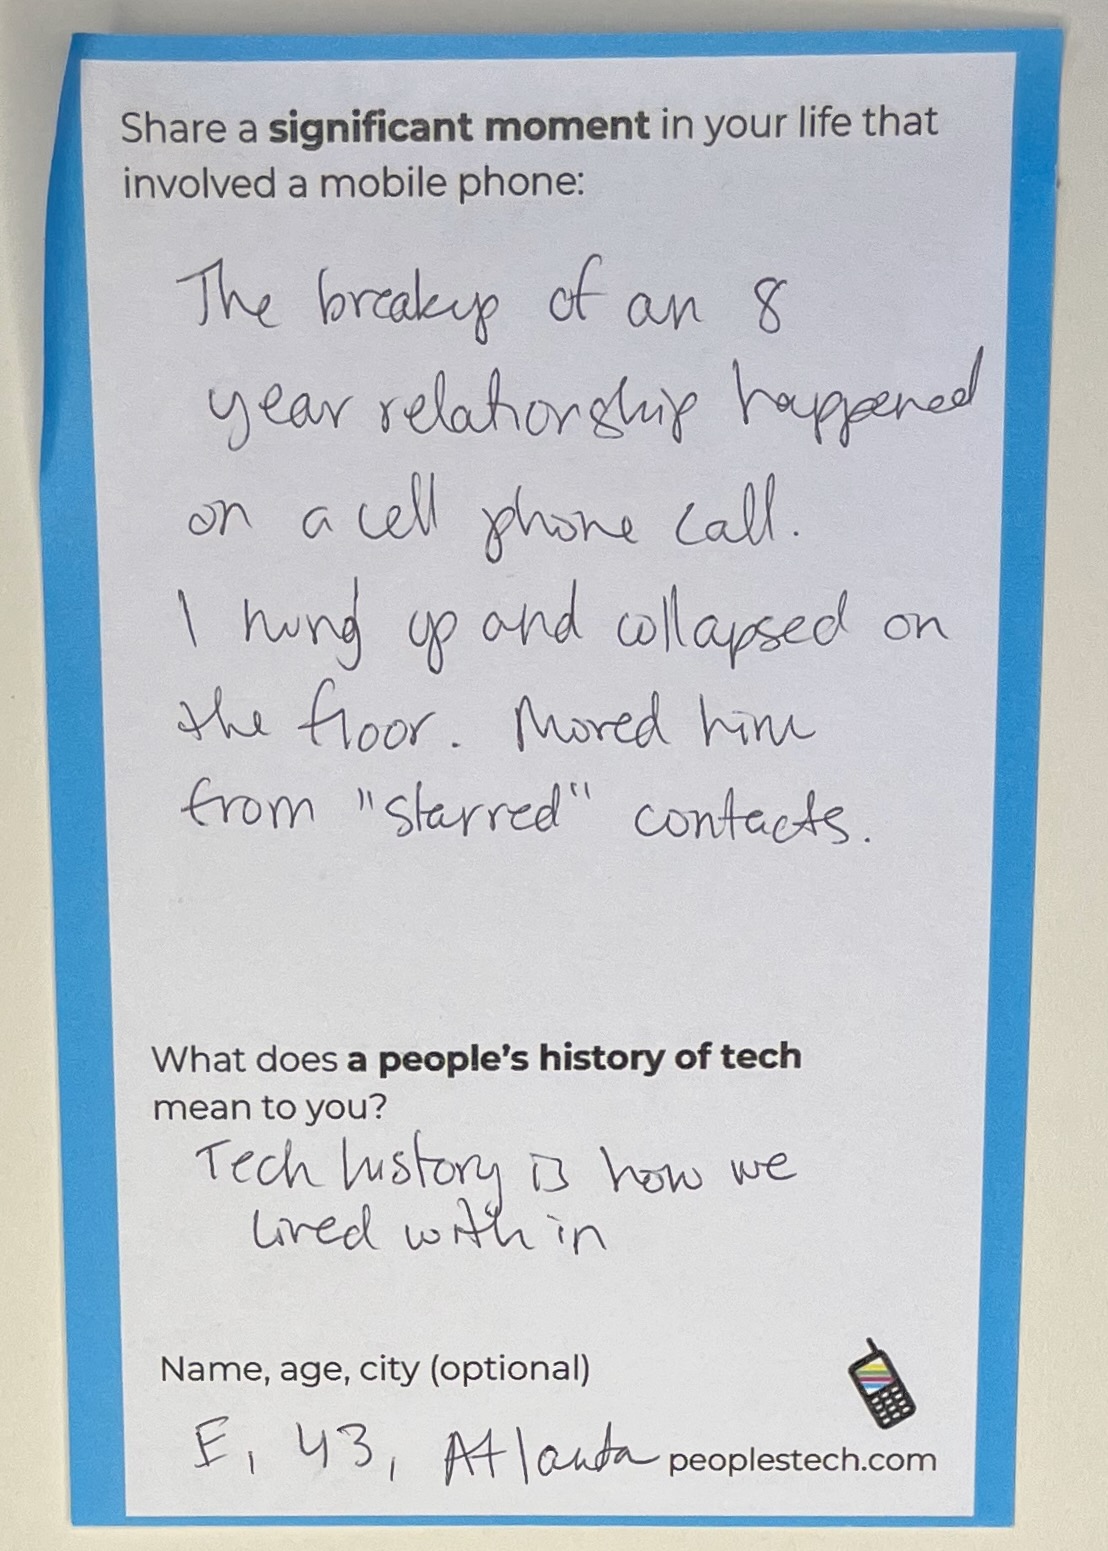 Share a significant moment in your life that
involved a mobile phone:
The breakup of an 8
year relationship happened
on a cell phone call.
I hung up and collapsed on
the floor. Moved him
from "starred" contacts.
What does a people's history of tech
mean to you?
Tech history is how we
lived with in
Name, age, city (optional)
E, 43, Atlanta
peoplestech.com